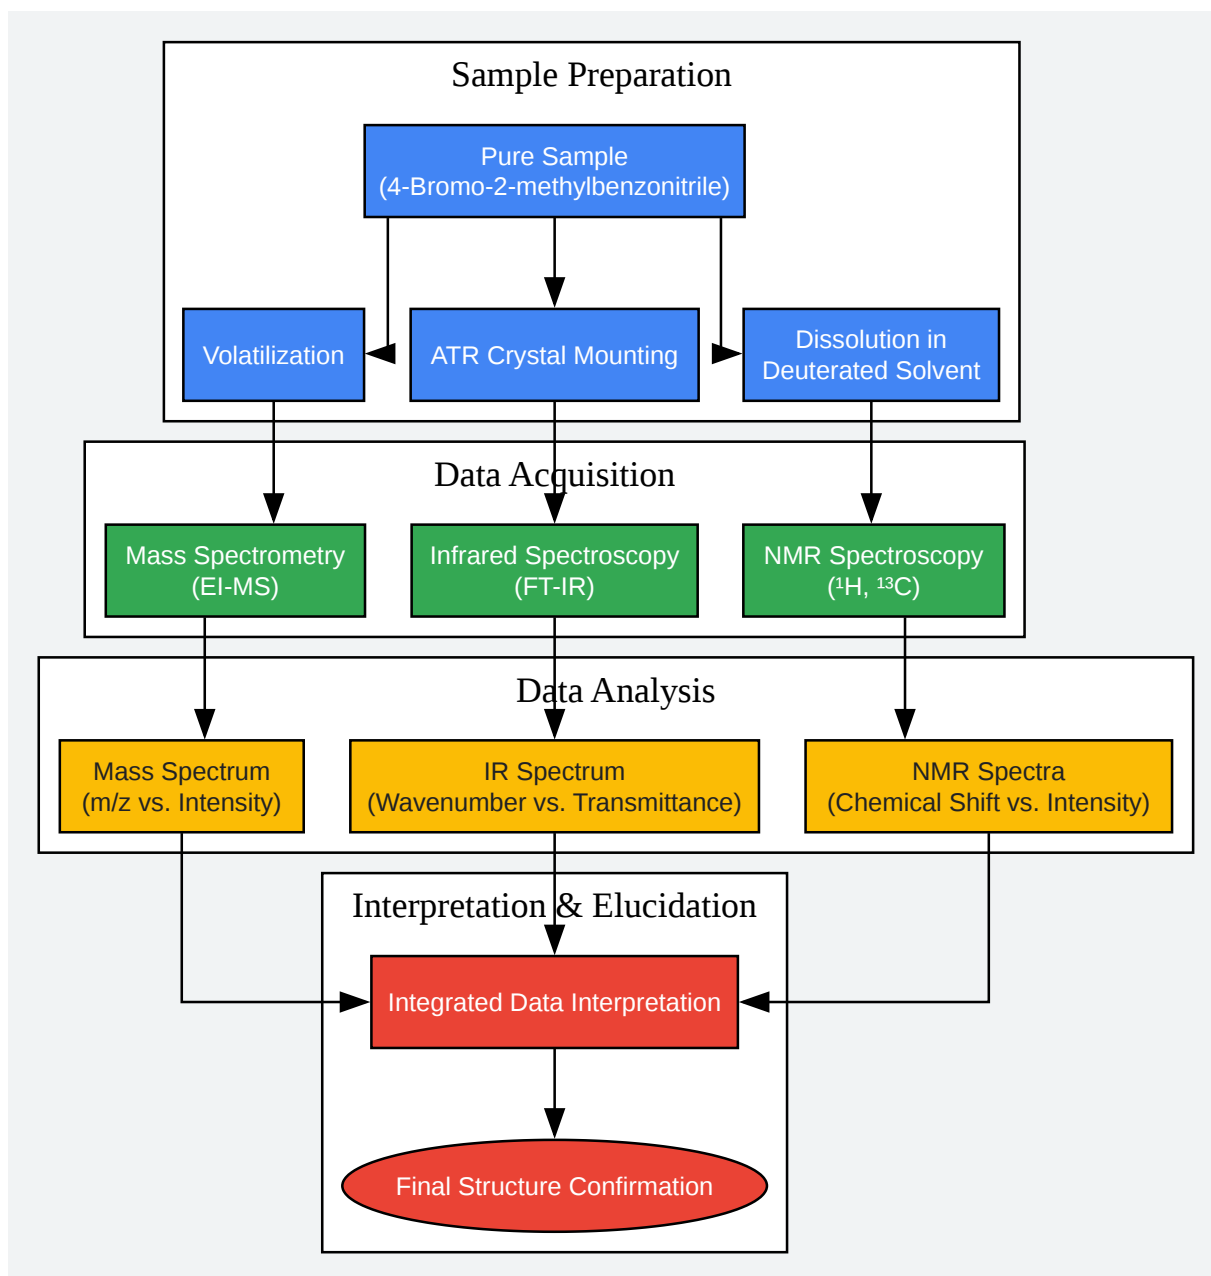 Sample Preparation
Pure Sample
(4-Bromo-2-methylbenzonitrile)
Volatilization
ATR Crystal Mounting
Dissolution in
Deuterated Solvent
Data Acquisition
Mass Spectrometry
(EI-MS)
Infrared Spectroscopy
(FT-IR)
NMR Spectroscopy
(¹H, ¹³C)
Data Analysis
Mass Spectrum
(m/z vs. Intensity)
IR Spectrum
(Wavenumber vs. Transmittance)
NMR Spectra
(Chemical Shift vs. Intensity)
Interpretation & Elucidation
Integrated Data Interpretation
Final Structure Confirmation